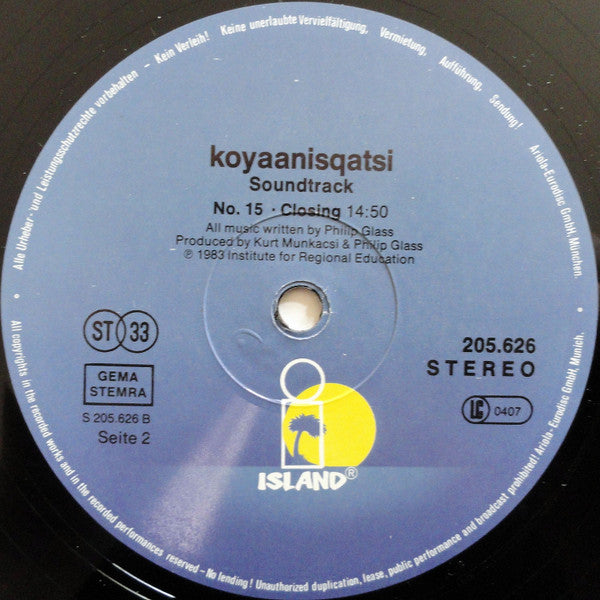 Alle Urheber- und Leistungsschutzrechte vorbehalten - Kein Verleih! Keine unerlaubte Vervielfältigung, Vermietung, Aufführung, Sendung! Ariola-Eurodisc GmbH, München.
koyaanisqatsi
Soundtrack
No. 15 · Closing 14:50
All music written by Philip Glass
Produced by Kurt Munkacsi & Philip Glass
℗ 1983 Institute for Regional Education
ST 33
205.626
STEREO
GEMA
STEMRA
LC 0407
S 205.626 B
Seite 2
ISLAND®
All copyrights in the recorded works and in the recorded performances reserved – No lending! Unauthorized duplication, lease, public performance and broadcast prohibited! Ariola-Eurodisc GmbH, Munich.